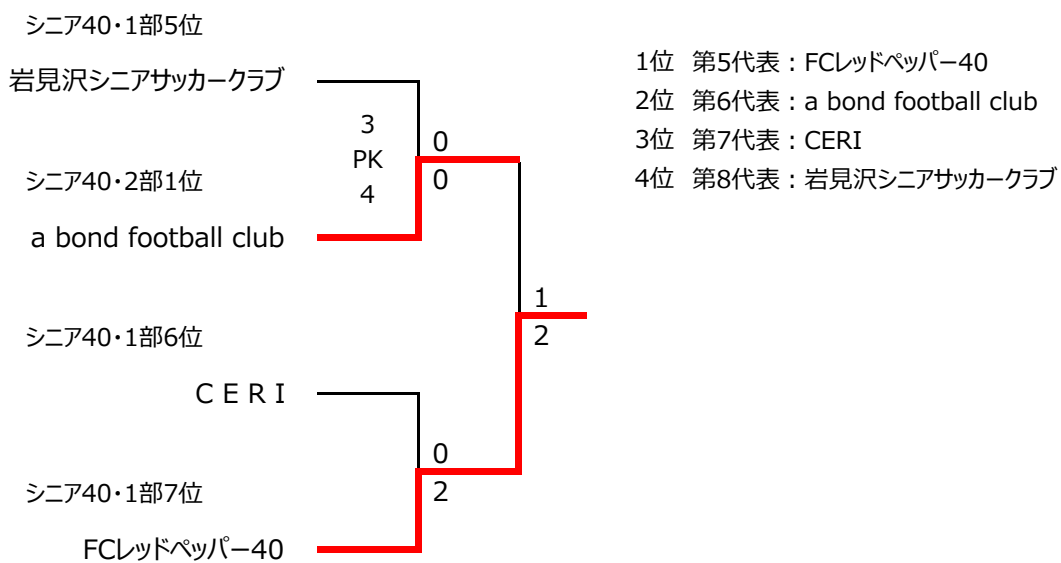 シニア40・1部5位
岩見沢シニアサッカークラブ
3
PK
4
0
0
シニア40・2部1位
a bond football club
1
2
シニア40・1部6位
C E R I
0
2
シニア40・1部7位
FCレッドペッパー40
1位 第5代表：FCレッドペッパー40
2位 第6代表：a bond football club
3位 第7代表：CERI
4位 第8代表：岩見沢シニアサッカークラブ